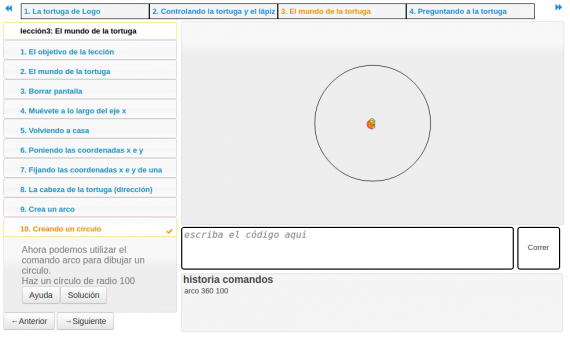 1. La tortuga de Logo
2. Controlando la tortuga y el lápiz
3. El mundo de la tortuga
4. Preguntando a la tortuga
lección3: El mundo de la tortuga
1. El objetivo de la lección
2. El mundo de la tortuga
3. Borrar pantalla
4. Muévete a lo largo del eje x
5. Volviendo a casa
6. Poniendo las coordenadas x e y
7. Fijando las coordenadas x e y de una
8. La cabeza de la tortuga (dirección)
9. Crea un arco
10. Creando un círculo
Ahora podemos utilizar el
comando arco para dibujar un
circulo.
Haz un circulo de radio 100
Ayuda
Solución
←Anterior
→Siguiente
escriba el código aquí
Correr
historia comandos
arco 360 100